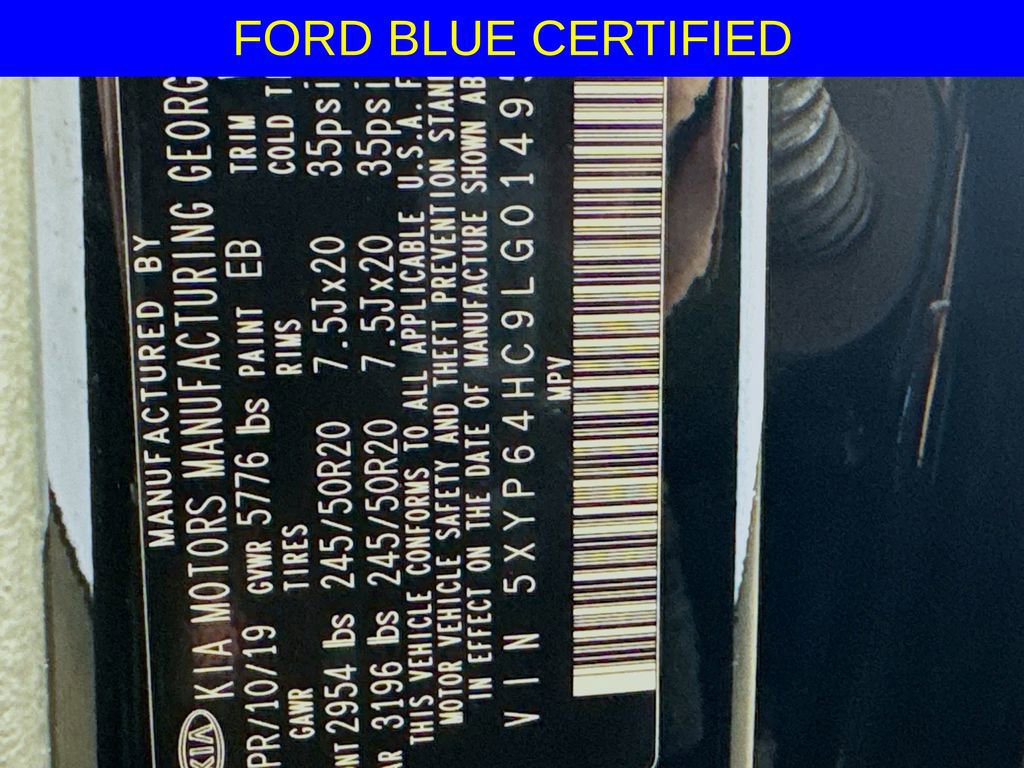 FORD BLUE CERTIFIED
MANUFACTURED BY
KIA KIA MOTORS MANUFACTURING GEORG
PR/10/19 GVWR 5776 lbs PAINT EB TRIM
GAWR TIRES RIMS COLD T
NT 2954 lbs 245/50R20 7.5Jx20 35psi
AR 3196 lbs 245/50R20 7.5Jx20 35psi
THIS VEHICLE CONFORMS TO ALL APPLICABLE U.S.A. F
MOTOR VEHICLE SAFETY AND THEFT PREVENTION STAN
IN EFFECT ON THE DATE OF MANUFACTURE SHOWN AB
VIN 5XYP64HC9LG0149
MPV